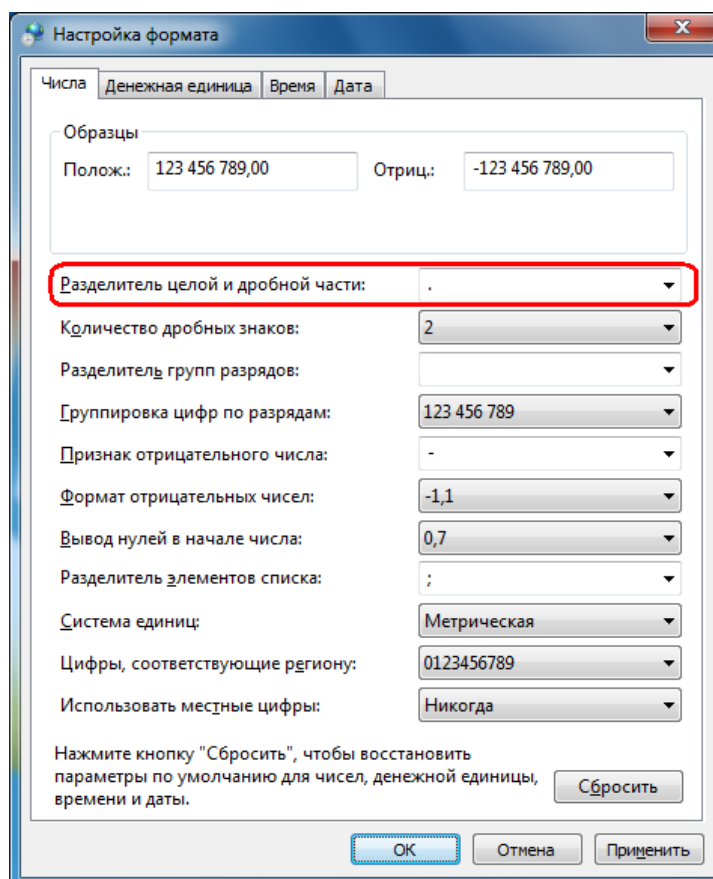 Настройка формата
Числа Денежная единица Время Дата
Образцы
Полож.: 123 456 789,00 Отриц.: -123 456 789,00
Разделитель целой и дробной части: .
Количество дробных знаков: 2
Разделитель групп разрядов:
Группировка цифр по разрядам: 123 456 789
Признак отрицательного числа: -
Формат отрицательных чисел: -1,1
Вывод нулей в начале числа: 0,7
Разделитель элементов списка: ;
Система единиц: Метрическая
Цифры, соответствующие региону: 0123456789
Использовать местные цифры: Никогда
Нажмите кнопку "Сбросить", чтобы восстановить
параметры по умолчанию для чисел, денежной единицы,
времени и даты.
Сбросить
ОК Отмена Применить